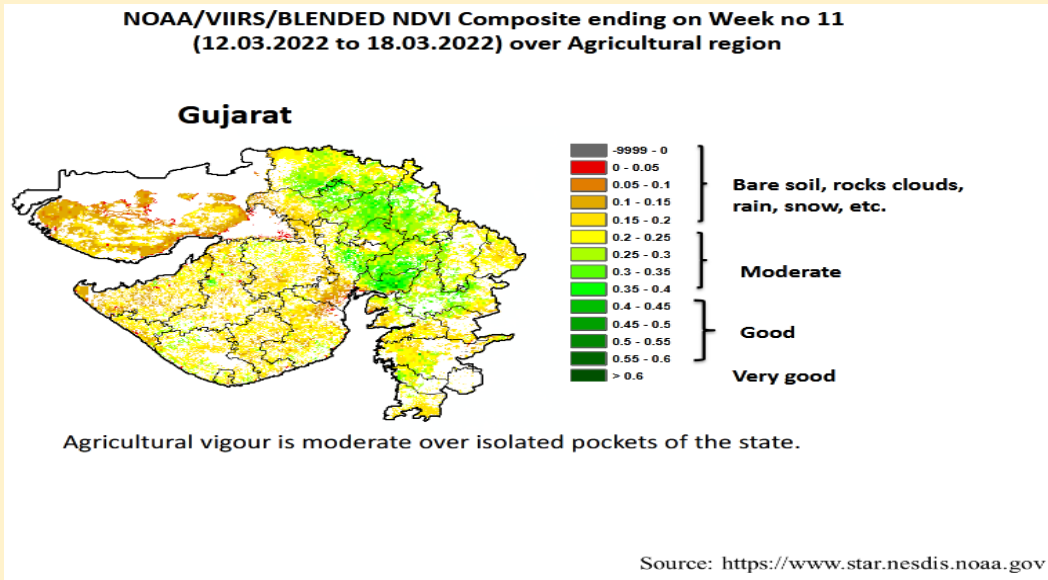 NOAA/VIIRS/BLENDED NDVI Composite ending on Week no 11
(12.03.2022 to 18.03.2022) over Agricultural region
Gujarat
-9999 - 0
0 - 0.05
0.05 - 0.1
0.1 - 0.15
0.15 - 0.2
0.2 - 0.25
0.25 - 0.3
0.3 - 0.35
0.35 - 0.4
0.4 - 0.45
0.45 - 0.5
0.5 - 0.55
0.55 - 0.6
> 0.6
Bare soil, rocks clouds,
rain, snow, etc.
Moderate
Good
Very good
Agricultural vigour is moderate over isolated pockets of the state.
Source: https://www.star.nesdis.noaa.gov